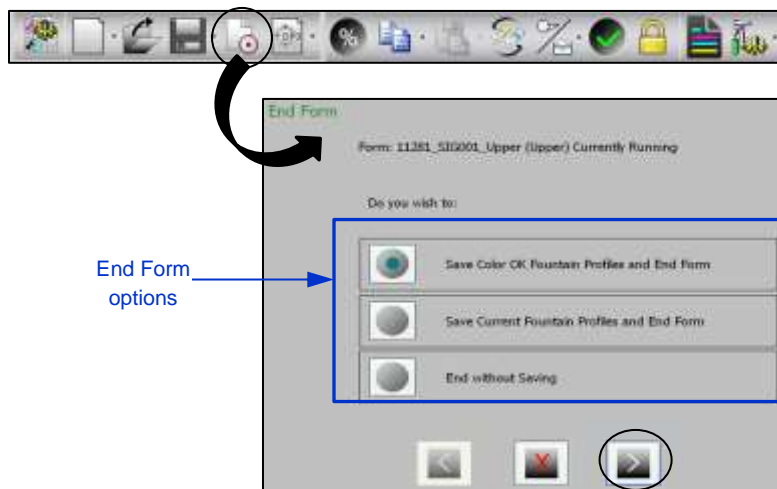 %
End Form
Form: 11281_SIG001_Upper (Upper) Currently Running
Do you wish to:
End Form
options
Save Color OK Fountain Profiles and End Form
Save Current Fountain Profiles and End Form
End without Saving